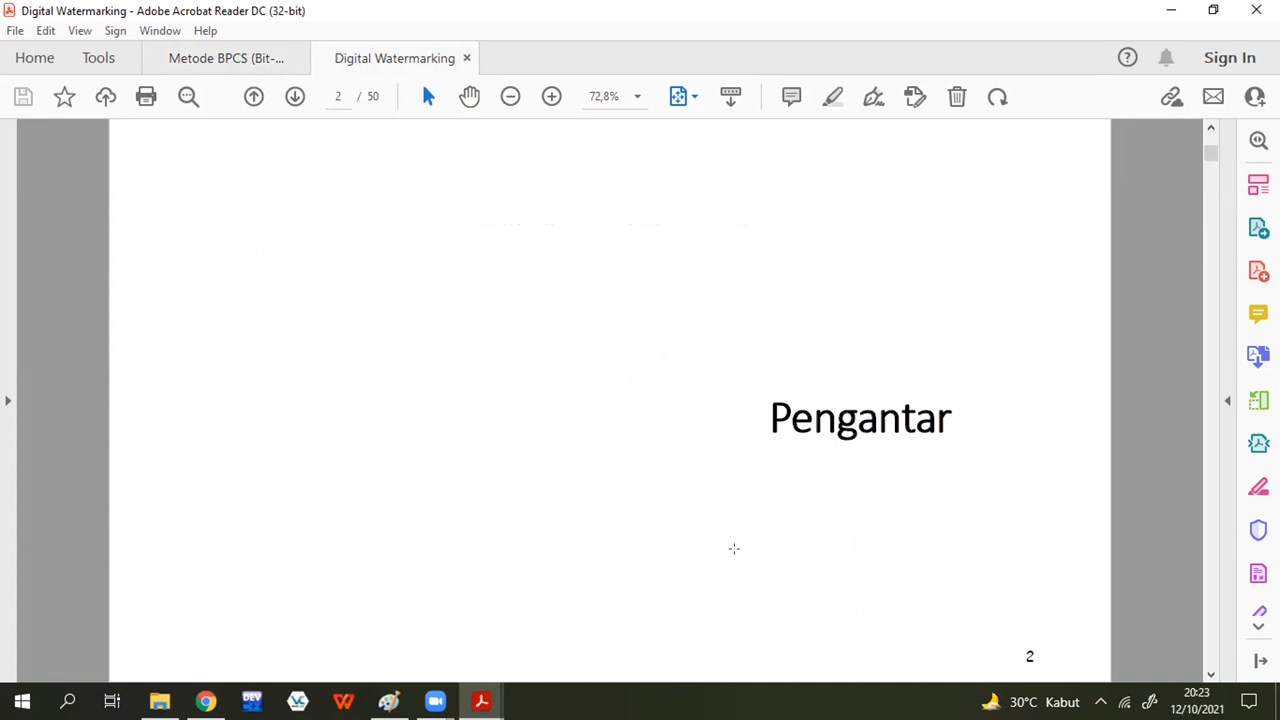 Digital Watermarking - Adobe Acrobat Reader DC (32-bit)
File Edit View Sign Window Help
Home Tools Metode BPCS (Bit-... Digital Watermarking × Sign In
2 / 50 72,8%
Pengantar
2
DEV
30°C Kabut 20:23
12/10/2021